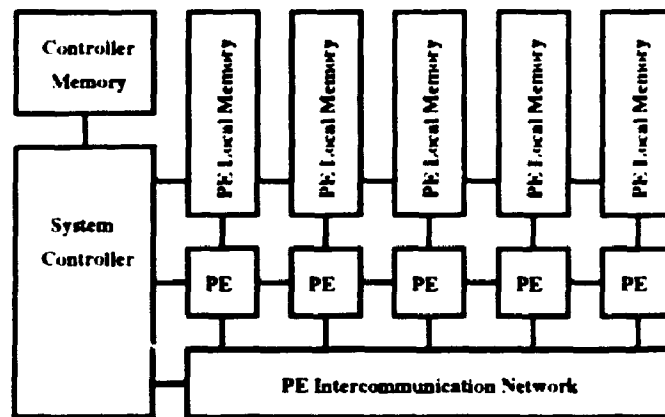 Controller
Memory
PE Local Memory
PE Local Memory
PE Local Memory
PE Local Memory
PE Local Memory
System
Controller
PE
PE
PE
PE
PE
PE Intercommunication Network